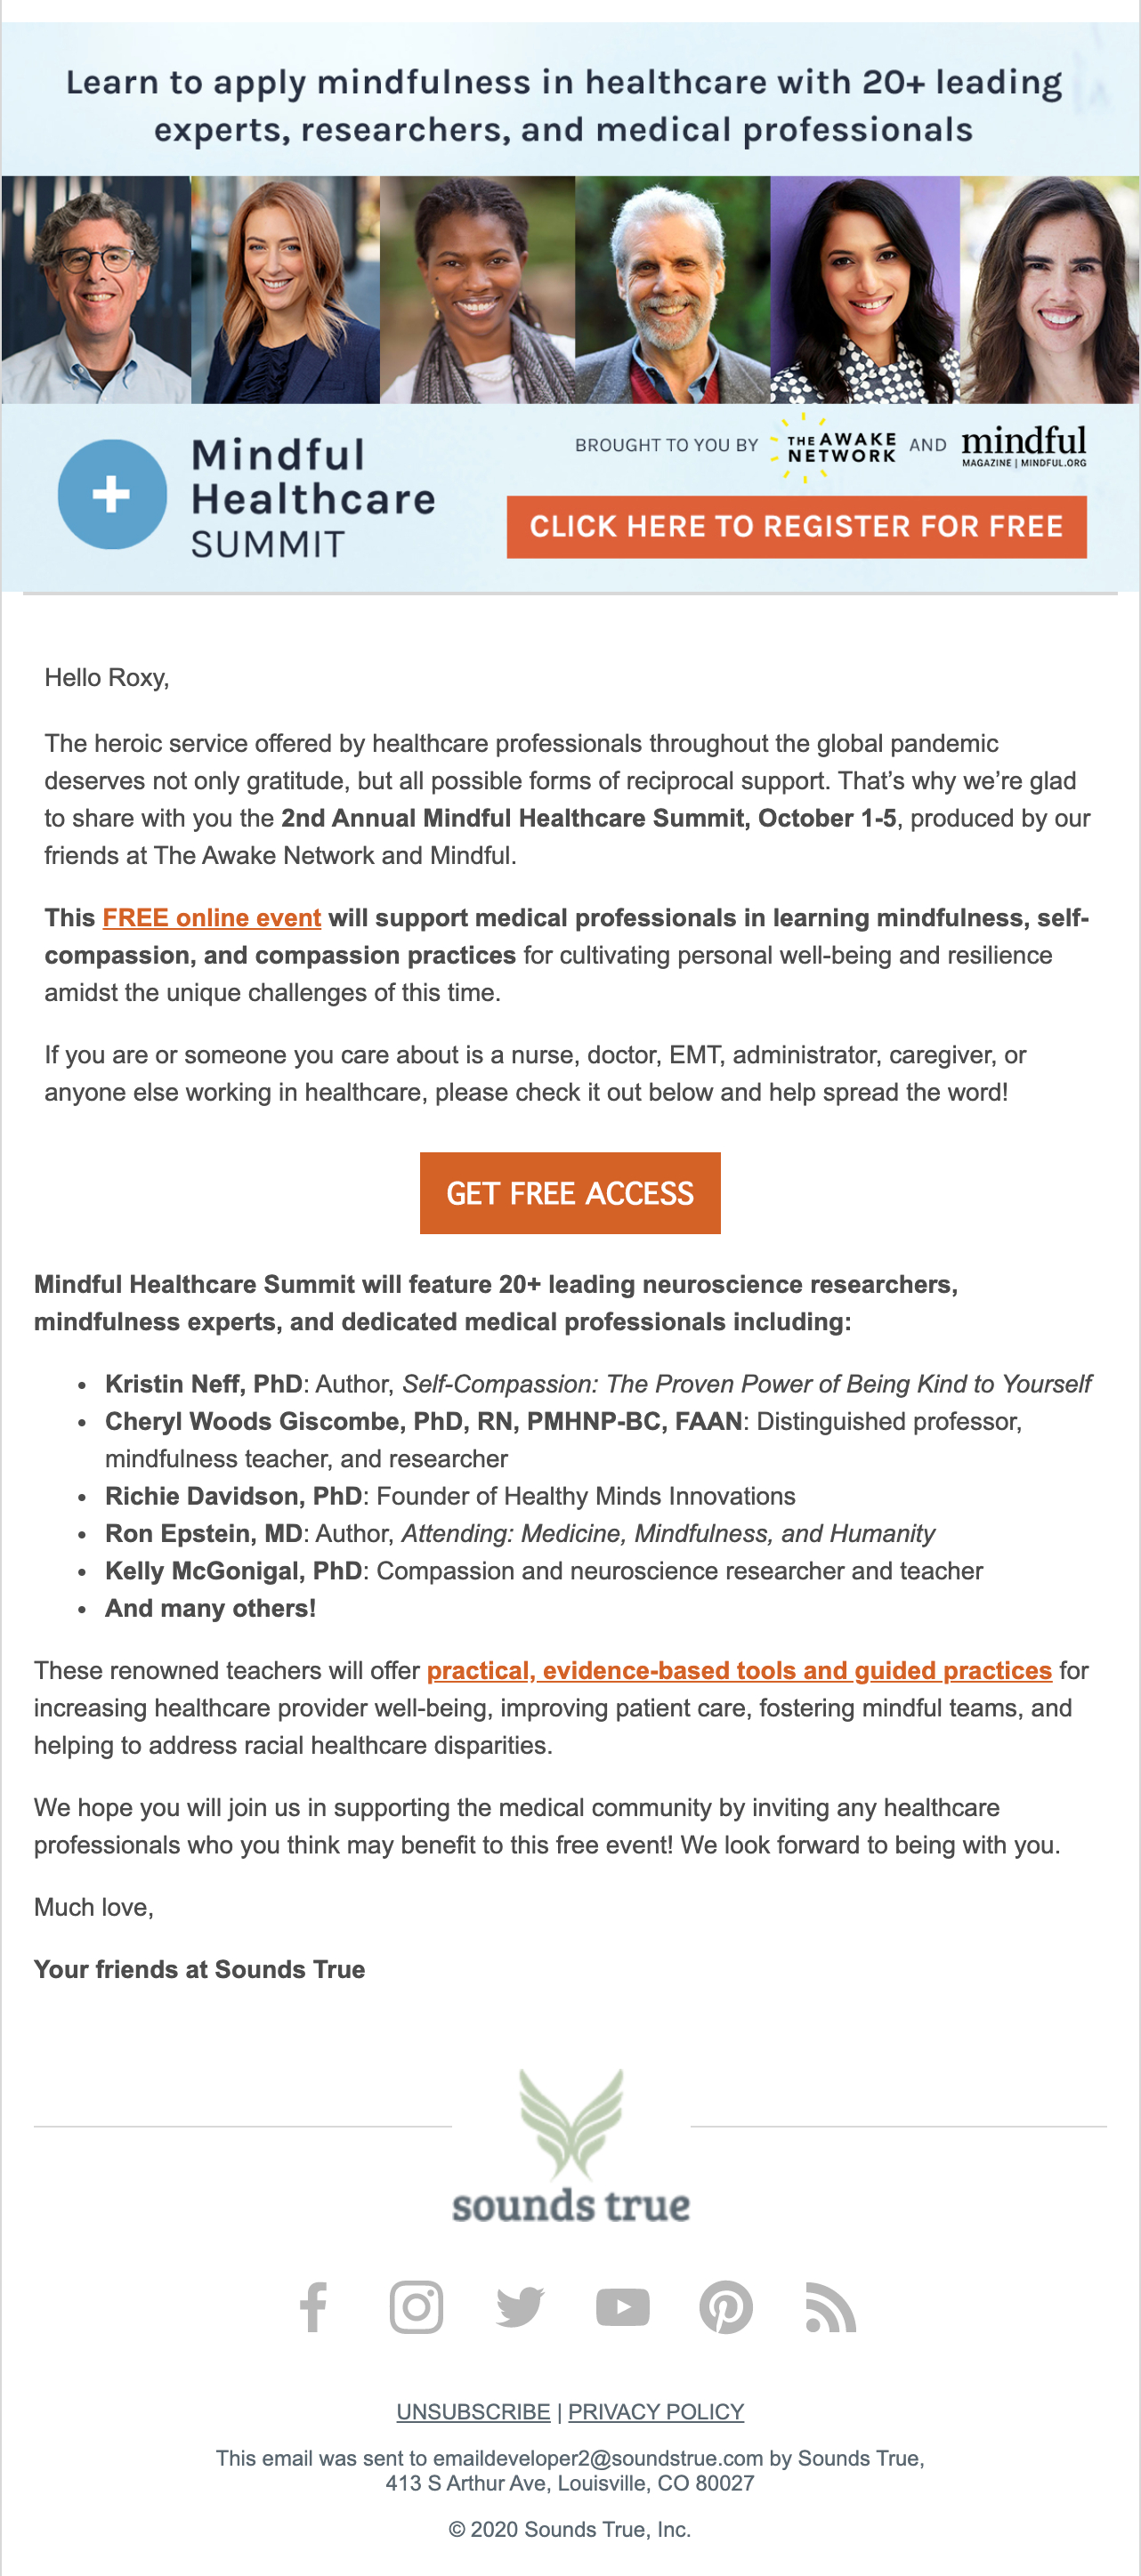 Learn to apply mindfulness in healthcare with 20+ leading
experts, researchers, and medical professionals
Mindful
Healthcare
SUMMIT
BROUGHT TO YOU BY THE AWAKE NETWORK AND mindful
MAGAZINE | MINDFUL.ORG
CLICK HERE TO REGISTER FOR FREE
Hello Roxy,
The heroic service offered by healthcare professionals throughout the global pandemic
deserves not only gratitude, but all possible forms of reciprocal support. That’s why we’re glad
to share with you the 2nd Annual Mindful Healthcare Summit, October 1-5, produced by our
friends at The Awake Network and Mindful.
This FREE online event will support medical professionals in learning mindfulness, self-
compassion, and compassion practices for cultivating personal well-being and resilience
amidst the unique challenges of this time.
If you are or someone you care about is a nurse, doctor, EMT, administrator, caregiver, or
anyone else working in healthcare, please check it out below and help spread the word!
GET FREE ACCESS
Mindful Healthcare Summit will feature 20+ leading neuroscience researchers,
mindfulness experts, and dedicated medical professionals including:
• Kristin Neff, PhD: Author, Self-Compassion: The Proven Power of Being Kind to Yourself
• Cheryl Woods Giscombe, PhD, RN, PMHNP-BC, FAAN: Distinguished professor,
mindfulness teacher, and researcher
• Richie Davidson, PhD: Founder of Healthy Minds Innovations
• Ron Epstein, MD: Author, Attending: Medicine, Mindfulness, and Humanity
• Kelly McGonigal, PhD: Compassion and neuroscience researcher and teacher
• And many others!
These renowned teachers will offer practical, evidence-based tools and guided practices for
increasing healthcare provider well-being, improving patient care, fostering mindful teams, and
helping to address racial healthcare disparities.
We hope you will join us in supporting the medical community by inviting any healthcare
professionals who you think may benefit to this free event! We look forward to being with you.
Much love,
Your friends at Sounds True
sounds true
UNSUBSCRIBE | PRIVACY POLICY
This email was sent to emaildeveloper2@soundstrue.com by Sounds True,
413 S Arthur Ave, Louisville, CO 80027
© 2020 Sounds True, Inc.